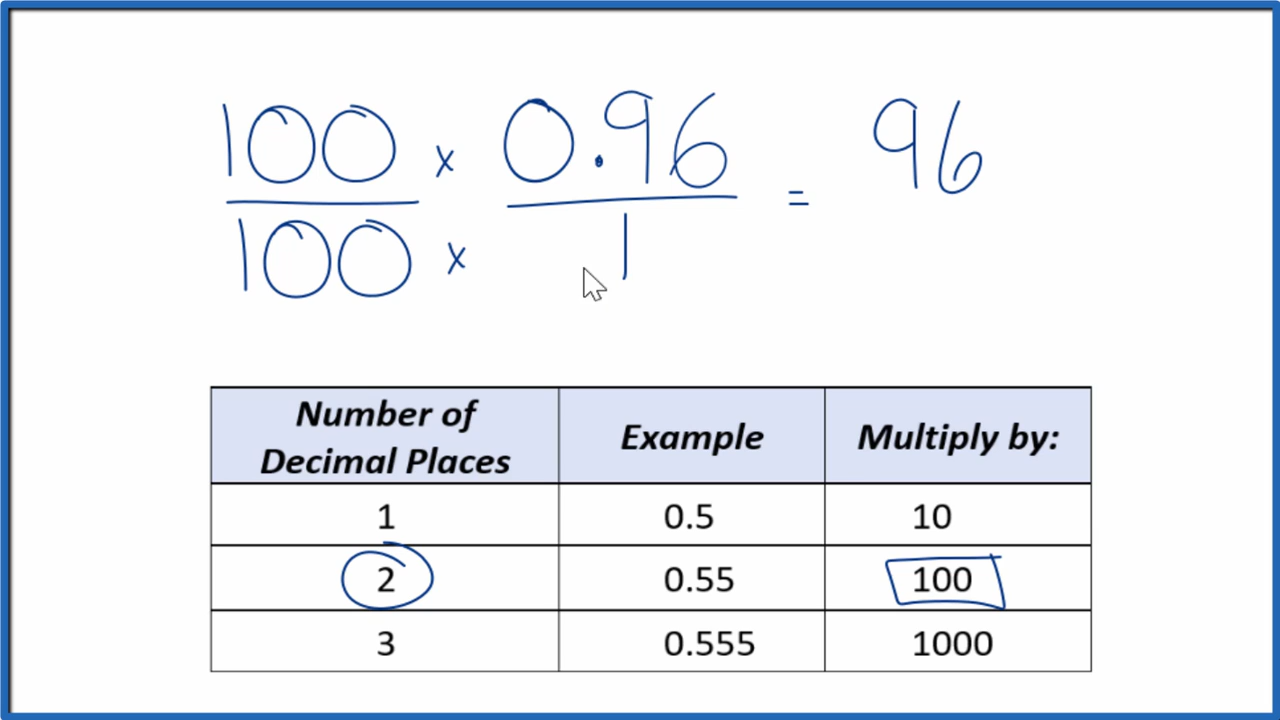 100 x 0.96 = 96
100 x 1
Number of Decimal Places Example Multiply by:
1 0.5 10
2 0.55 100
3 0.555 1000